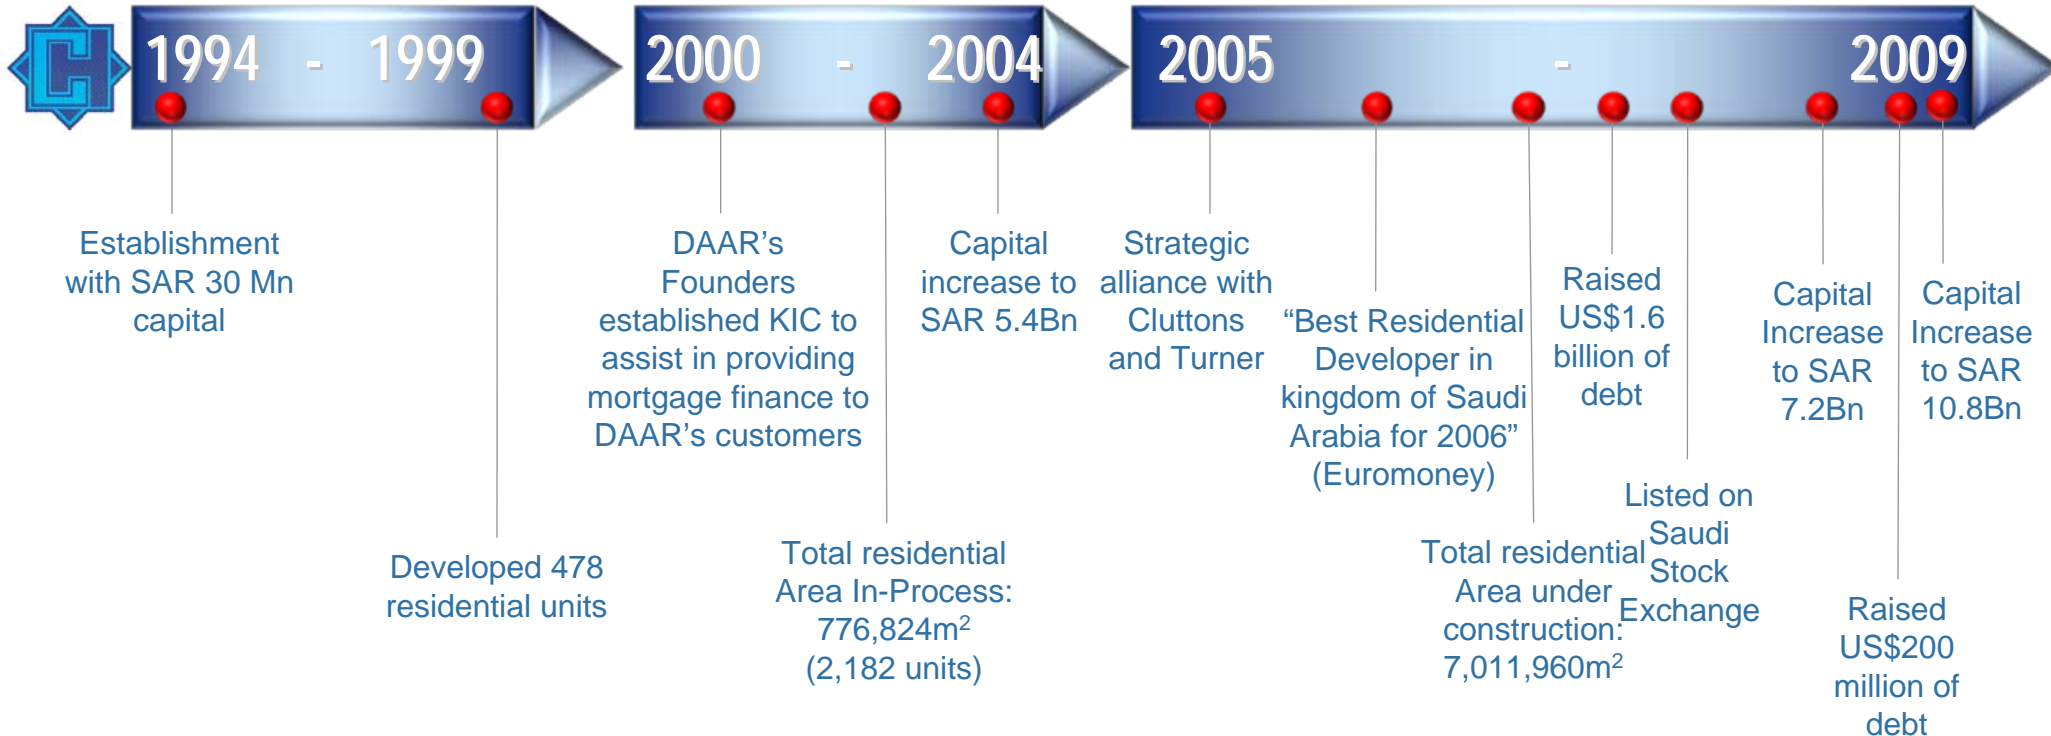 1994 - 1999
2000 - 2004
2005 - 2009
Establishment
with SAR 30 Mn
capital
Developed 478
residential units
DAAR’s
Founders
established KIC to
assist in providing
mortgage finance to
DAAR’s customers
Total residential
Area In-Process:
776,824m²
(2,182 units)
Capital
increase to
SAR 5.4Bn
Strategic
alliance with
Cluttons
and Turner
“Best Residential
Developer in
kingdom of Saudi
Arabia for 2006”
(Euromoney)
Total residential
Area under
construction:
7,011,960m²
Raised
US$1.6
billion of
debt
Listed on
Saudi
Stock
Exchange
Capital
Increase
to SAR
7.2Bn
Raised
US$200
million of
debt
Capital
Increase
to SAR
10.8Bn